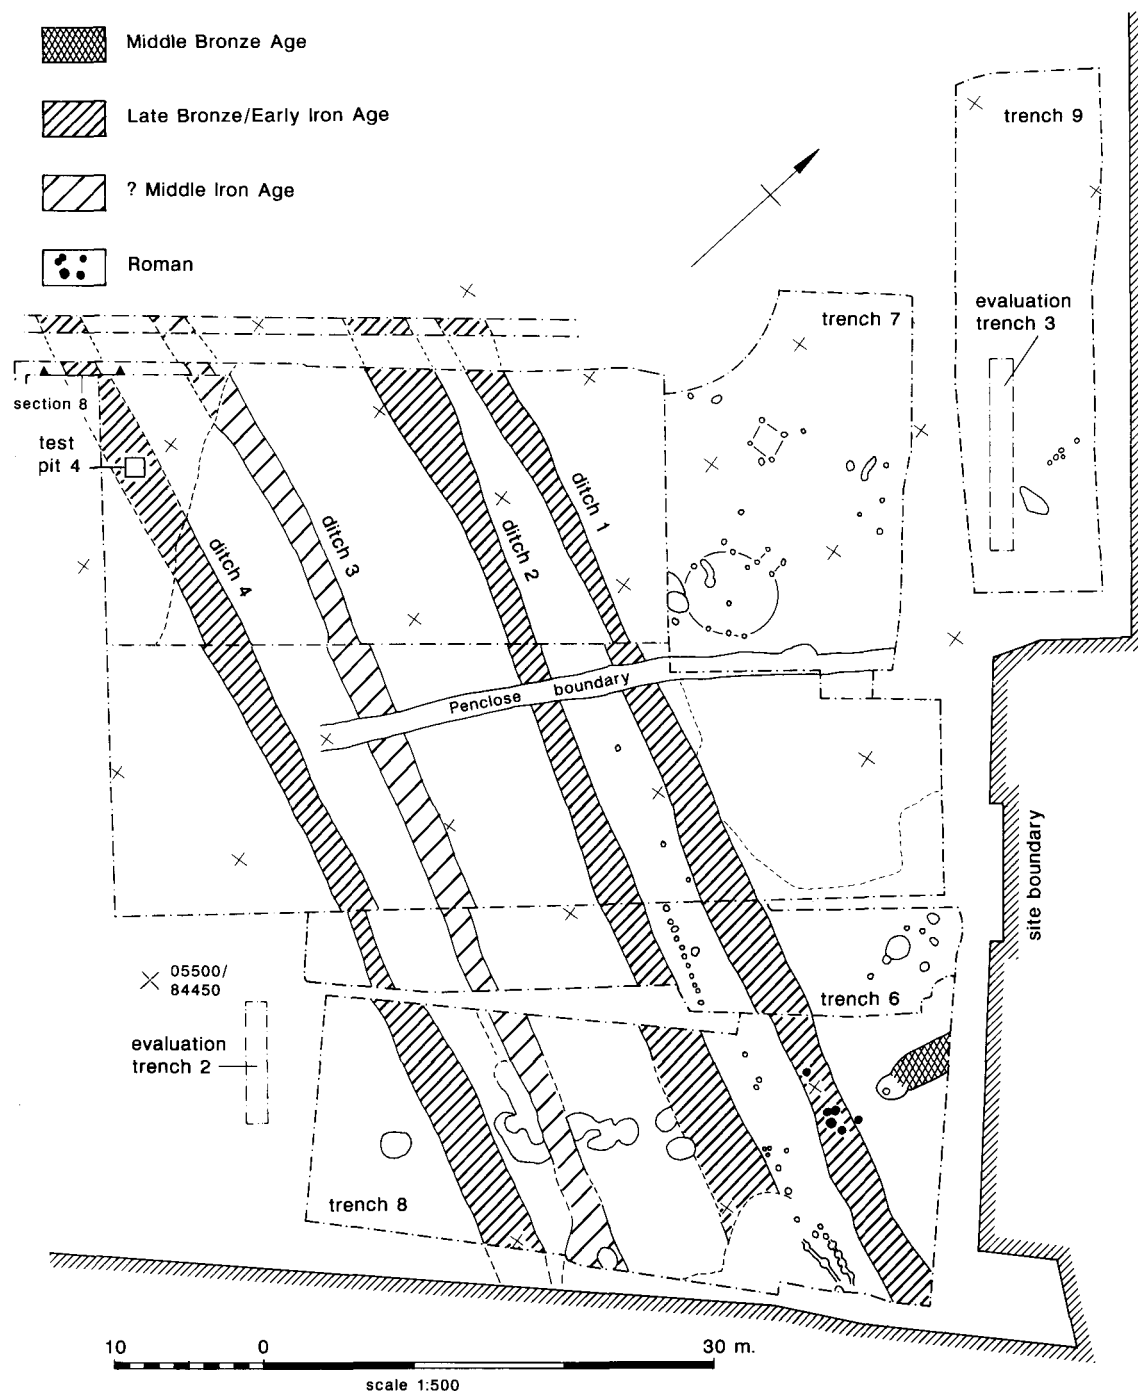 Middle Bronze Age
Late Bronze/Early Iron Age
? Middle Iron Age
Roman
trench 9
evaluation
trench 3
trench 7
section 8
test
pit 4
ditch 1
ditch 2
ditch 3
ditch 4
Penclose boundary
site boundary
05500/
84450
trench 6
evaluation
trench 2
trench 8
10 0 30 m.
scale 1:500